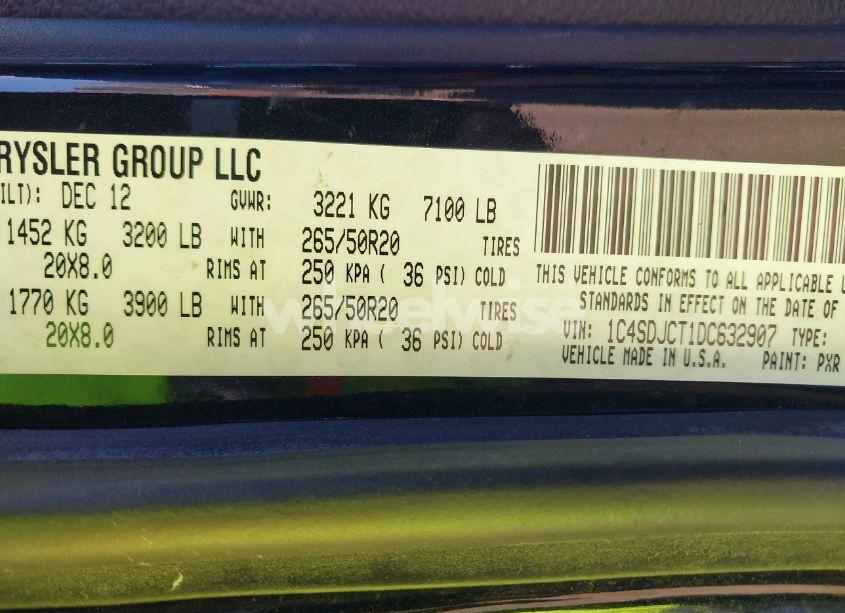 RYSLER GROUP LLC
ILT): DEC 12 GVWR: 3221 KG 7100 LB
1452 KG 3200 LB WITH 265/50R20 TIRES
20X8.0 RIMS AT 250 KPA ( 36 PSI) COLD
1770 KG 3900 LB WITH 265/50R20 TIRES
20X8.0 RIMS AT 250 KPA ( 36 PSI) COLD
THIS VEHICLE CONFORMS TO ALL APPLICABLE
STANDARDS IN EFFECT ON THE DATE OF
VIN: 1C4SDJCT1DC632907 TYPE:
VEHICLE MADE IN U.S.A. PAINT: PXR